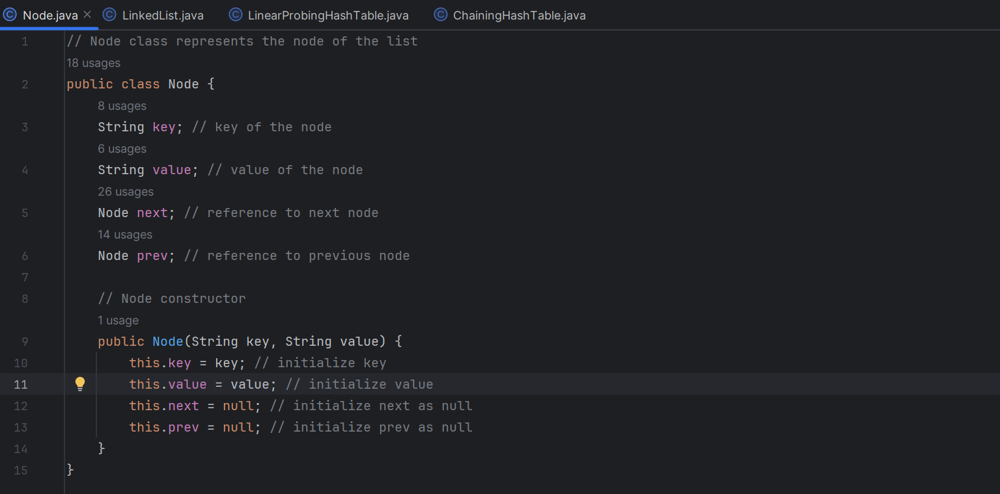 Node.java LinkedList.java LinearProbingHashTable.java ChainingHashTable.java
1 // Node class represents the node of the list
18 usages
2 public class Node {
8 usages
3 String key; // key of the node
6 usages
4 String value; // value of the node
26 usages
5 Node next; // reference to next node
14 usages
6 Node prev; // reference to previous node
7
8 // Node constructor
1 usage
9 public Node(String key, String value) {
10 this.key = key; // initialize key
11 this.value = value; // initialize value
12 this.next = null; // initialize next as null
13 this.prev = null; // initialize prev as null
14 }
15 }